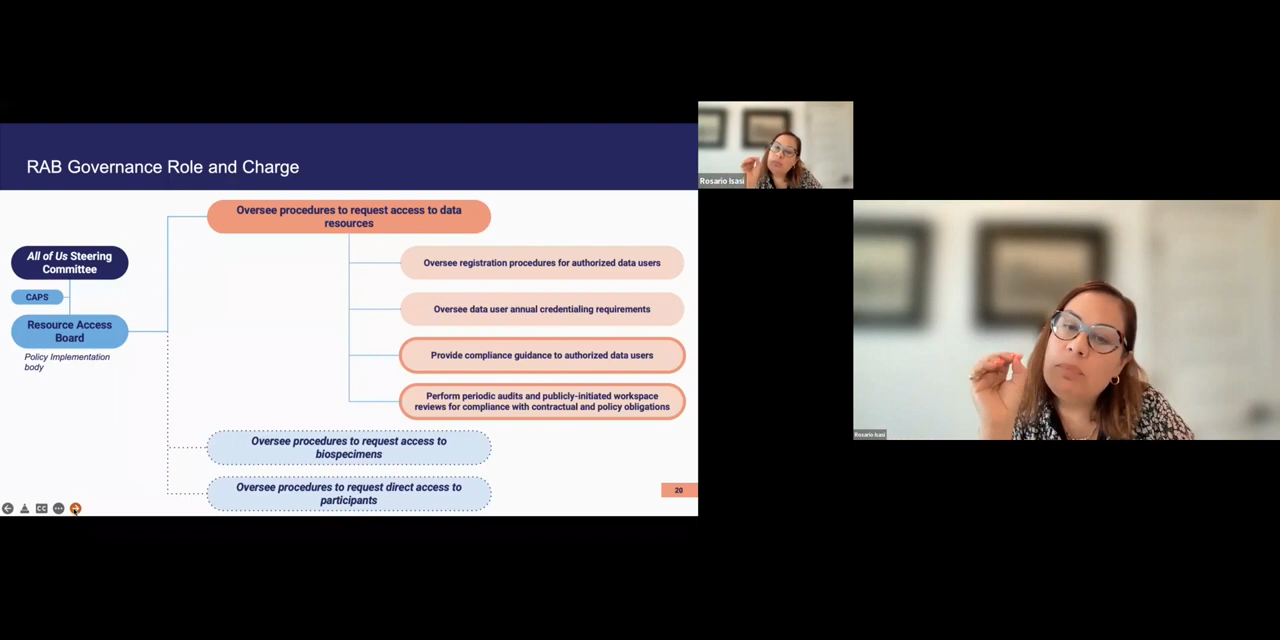 RAB Governance Role and Charge
Oversee procedures to request access to data
resources
All of Us Steering
Committee
CAPS
Resource Access
Board
Policy Implementation
body
Oversee registration procedures for authorized data users
Oversee data user annual credentialing requirements
Provide compliance guidance to authorized data users
Perform periodic audits and publicly-initiated workspace
reviews for compliance with contractual and policy obligations
Oversee procedures to request access to
biospecimens
Oversee procedures to request direct access to
participants
20
CC
Rosario Isasi
Rosario Isasi